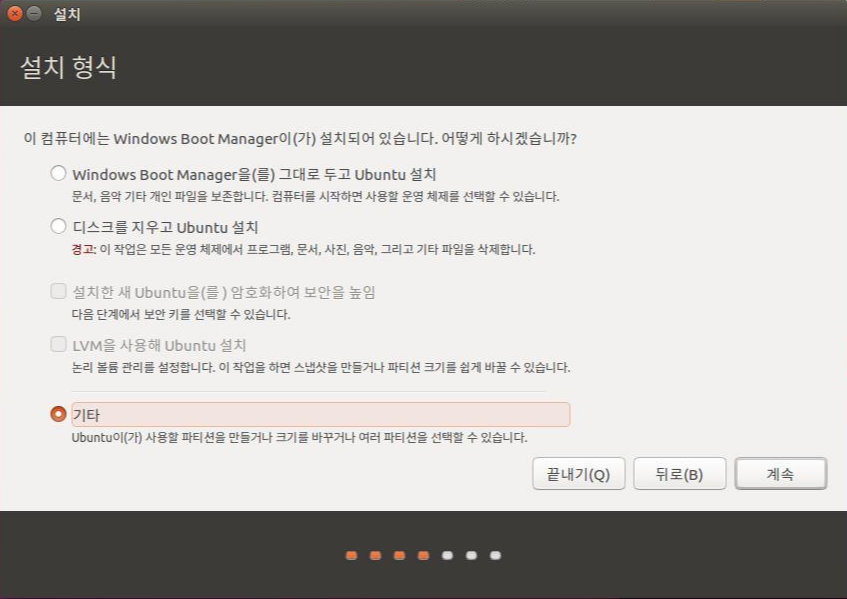 설치
설치 형식
이 컴퓨터에는 Windows Boot Manager이(가) 설치되어 있습니다. 어떻게 하시겠습니까?
Windows Boot Manager을(를) 그대로 두고 Ubuntu 설치
문서, 음악 기타 개인 파일을 보존합니다. 컴퓨터를 시작하면 사용할 운영 체제를 선택할 수 있습니다.
디스크를 지우고 Ubuntu 설치
경고: 이 작업은 모든 운영 체제에서 프로그램, 문서, 사진, 음악, 그리고 기타 파일을 삭제합니다.
설치한 새 Ubuntu을(를 ) 암호화하여 보안을 높임
다음 단계에서 보안 키를 선택할 수 있습니다.
LVM을 사용해 Ubuntu 설치
논리 볼륨 관리를 설정합니다. 이 작업을 하면 스냅샷을 만들거나 파티션 크기를 쉽게 바꿀 수 있습니다.
기타
Ubuntu이(가) 사용할 파티션을 만들거나 크기를 바꾸거나 여러 파티션을 선택할 수 있습니다.
끝내기(Q) 뒤로(B) 계속